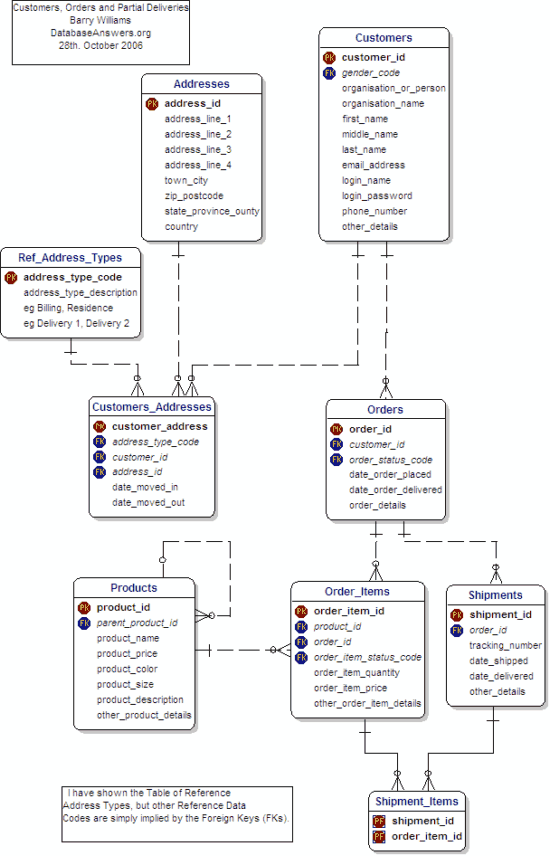 Customers, Orders and Partial Deliveries
Barry Williams
DatabaseAnswers.org
28th. October 2006
Customers
PK customer_id
FK gender_code
organisation_or_person
organisation_name
first_name
middle_name
last_name
email_address
login_name
login_password
phone_number
other_details
Addresses
PK address_id
address_line_1
address_line_2
address_line_3
address_line_4
town_city
zip_postcode
state_province_ounty
country
Ref_Address_Types
PK address_type_code
address_type_description
eg Billing, Residence
eg Delivery 1, Delivery 2
Customers_Addresses
customer_address
FK address_type_code
FK customer_id
FK address_id
date_moved_in
date_moved_out
Orders
order_id
FK customer_id
FK order_status_code
date_order_placed
date_order_delivered
order_details
Products
PK product_id
FK parent_product_id
product_name
product_price
product_color
product_size
product_description
other_product_details
Order_Items
PK order_item_id
FK product_id
FK order_id
FK order_item_status_code
order_item_quantity
order_item_price
other_order_item_details
Shipments
PK shipment_id
FK order_id
tracking_number
date_shipped
date_delivered
other_details
Shipment_Items
PF shipment_id
PF order_item_id
I have shown the Table of Reference
Address Types, but other Reference Data
Codes are simply implied by the Foreign Keys (FKs).